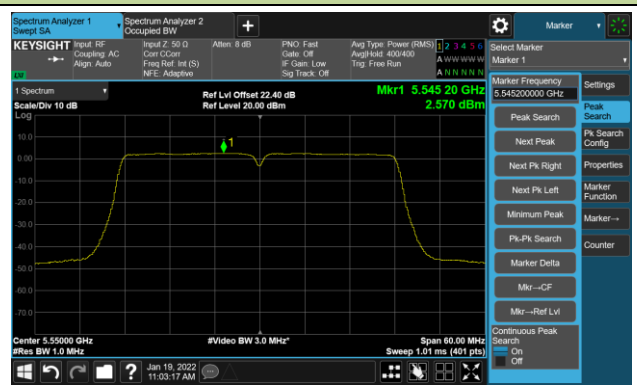 Spectrum Analyzer 1
Swept SA
Spectrum Analyzer 2
Occupied BW
Marker
KEYSIGHT
Input: RF
Coupling: AC
Align: Auto
Input Z: 50 Ω
Corr CCorr
Freq Ref: Int (S)
NFE: Adaptive
Atten: 8 dB
PNO: Fast
Gate: Off
IF Gain: Low
Sig Track: Off
Avg Type: Power (RMS)
Avg|Hold: 400/400
Trig: Free Run
1 2 3 4 5 6
A W W W W W
A N N N N N
LXI
Select Marker
Marker 1
1 Spectrum
Scale/Div 10 dB
Log
Ref Lvl Offset 22.40 dB
Ref Level 20.00 dBm
Mkr1 5.545 20 GHz
2.570 dBm
10.0
0.00
-10.0
-20.0
-30.0
-40.0
-50.0
-60.0
-70.0
1
Center 5.55000 GHz
#Res BW 1.0 MHz
#Video BW 3.0 MHz*
Span 60.00 MHz
Sweep 1.01 ms (401 pts)
Marker Frequency
5.545200000 GHz
Peak Search
Next Peak
Next Pk Right
Next Pk Left
Minimum Peak
Pk-Pk Search
Marker Delta
Mkr→CF
Mkr→Ref Lvl
Continuous Peak
Search
On
Off
Settings
Peak
Search
Pk Search
Config
Properties
Marker
Function
Marker→
Counter
?
Jan 19, 2022
11:03:17 AM